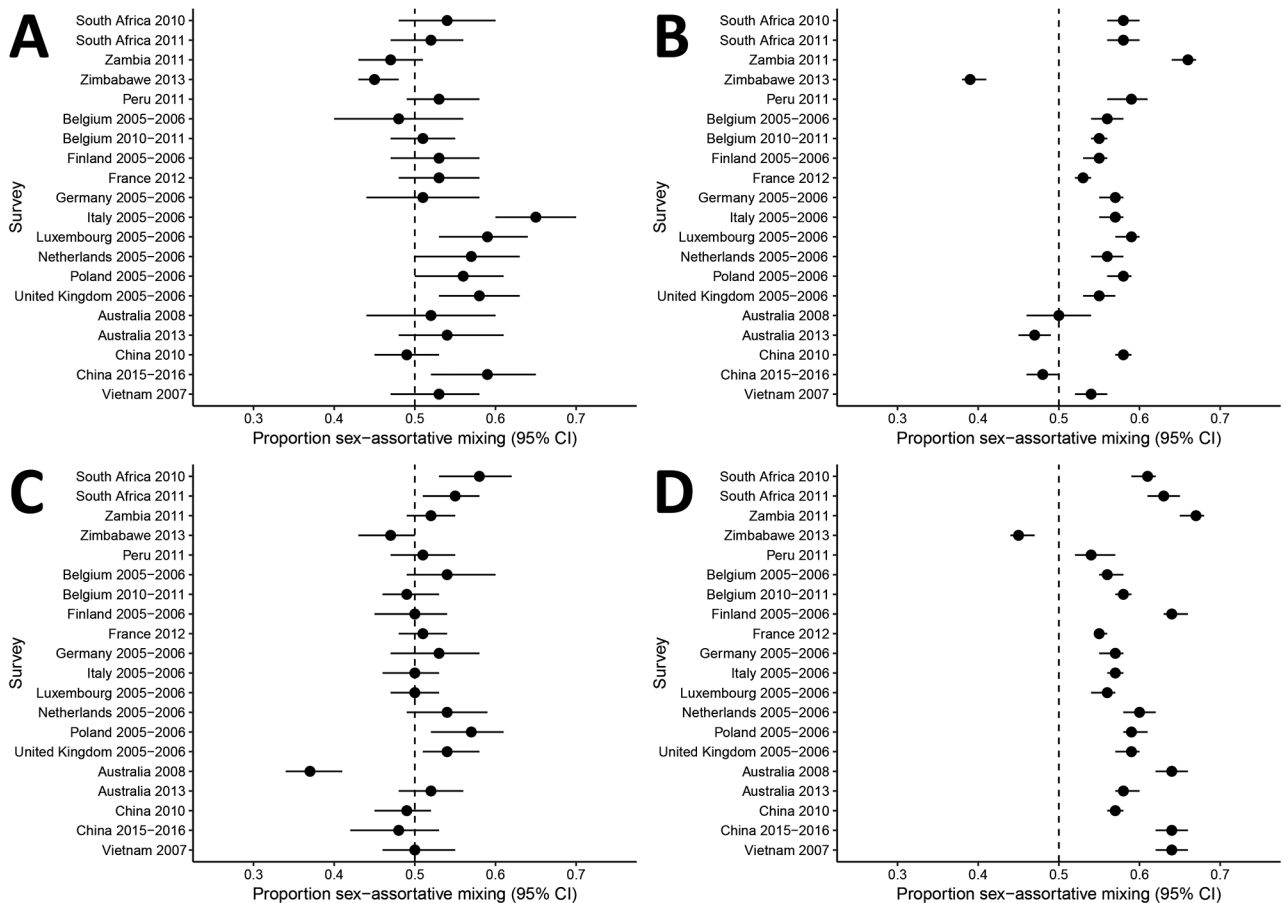 A
Survey
South Africa 2010
South Africa 2011
Zambia 2011
Zimbabwe 2013
Peru 2011
Belgium 2005−2006
Belgium 2010−2011
Finland 2005−2006
France 2012
Germany 2005−2006
Italy 2005−2006
Luxembourg 2005−2006
Netherlands 2005−2006
Poland 2005−2006
United Kingdom 2005−2006
Australia 2008
Australia 2013
China 2010
China 2015−2016
Vietnam 2007
0.3 0.4 0.5 0.6 0.7
Proportion sex−assortative mixing (95% CI)
B
Survey
South Africa 2010
South Africa 2011
Zambia 2011
Zimbabwe 2013
Peru 2011
Belgium 2005−2006
Belgium 2010−2011
Finland 2005−2006
France 2012
Germany 2005−2006
Italy 2005−2006
Luxembourg 2005−2006
Netherlands 2005−2006
Poland 2005−2006
United Kingdom 2005−2006
Australia 2008
Australia 2013
China 2010
China 2015−2016
Vietnam 2007
0.3 0.4 0.5 0.6 0.7
Proportion sex−assortative mixing (95% CI)
C
Survey
South Africa 2010
South Africa 2011
Zambia 2011
Zimbabwe 2013
Peru 2011
Belgium 2005−2006
Belgium 2010−2011
Finland 2005−2006
France 2012
Germany 2005−2006
Italy 2005−2006
Luxembourg 2005−2006
Netherlands 2005−2006
Poland 2005−2006
United Kingdom 2005−2006
Australia 2008
Australia 2013
China 2010
China 2015−2016
Vietnam 2007
0.3 0.4 0.5 0.6 0.7
Proportion sex−assortative mixing (95% CI)
D
Survey
South Africa 2010
South Africa 2011
Zambia 2011
Zimbabwe 2013
Peru 2011
Belgium 2005−2006
Belgium 2010−2011
Finland 2005−2006
France 2012
Germany 2005−2006
Italy 2005−2006
Luxembourg 2005−2006
Netherlands 2005−2006
Poland 2005−2006
United Kingdom 2005−2006
Australia 2008
Australia 2013
China 2010
China 2015−2016
Vietnam 2007
0.3 0.4 0.5 0.6 0.7
Proportion sex−assortative mixing (95% CI)